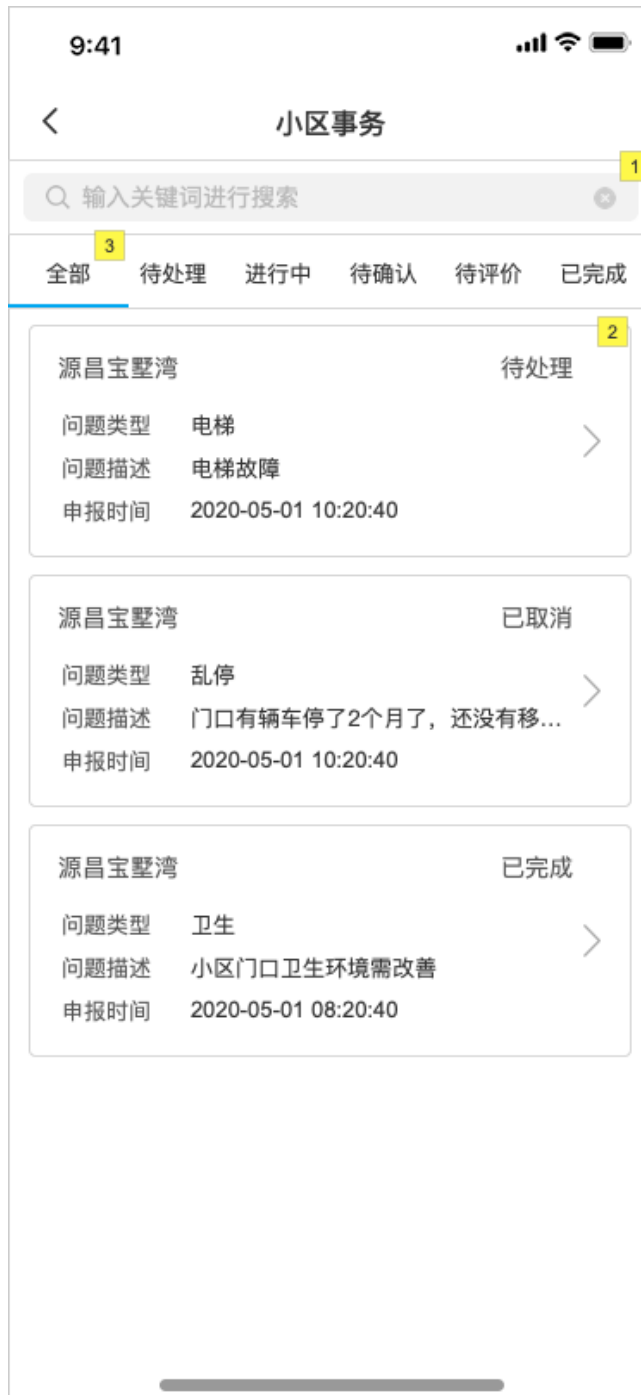 9:41
小区事务
1
输入关键词进行搜索
3
全部 待处理 进行中 待确认 待评价 已完成
2
源昌宝墅湾 待处理
问题类型 电梯
问题描述 电梯故障
申报时间 2020-05-01 10:20:40
源昌宝墅湾 已取消
问题类型 乱停
问题描述 门口有辆车停了2个月了，还没有移...
申报时间 2020-05-01 10:20:40
源昌宝墅湾 已完成
问题类型 卫生
问题描述 小区门口卫生环境需改善
申报时间 2020-05-01 08:20:40